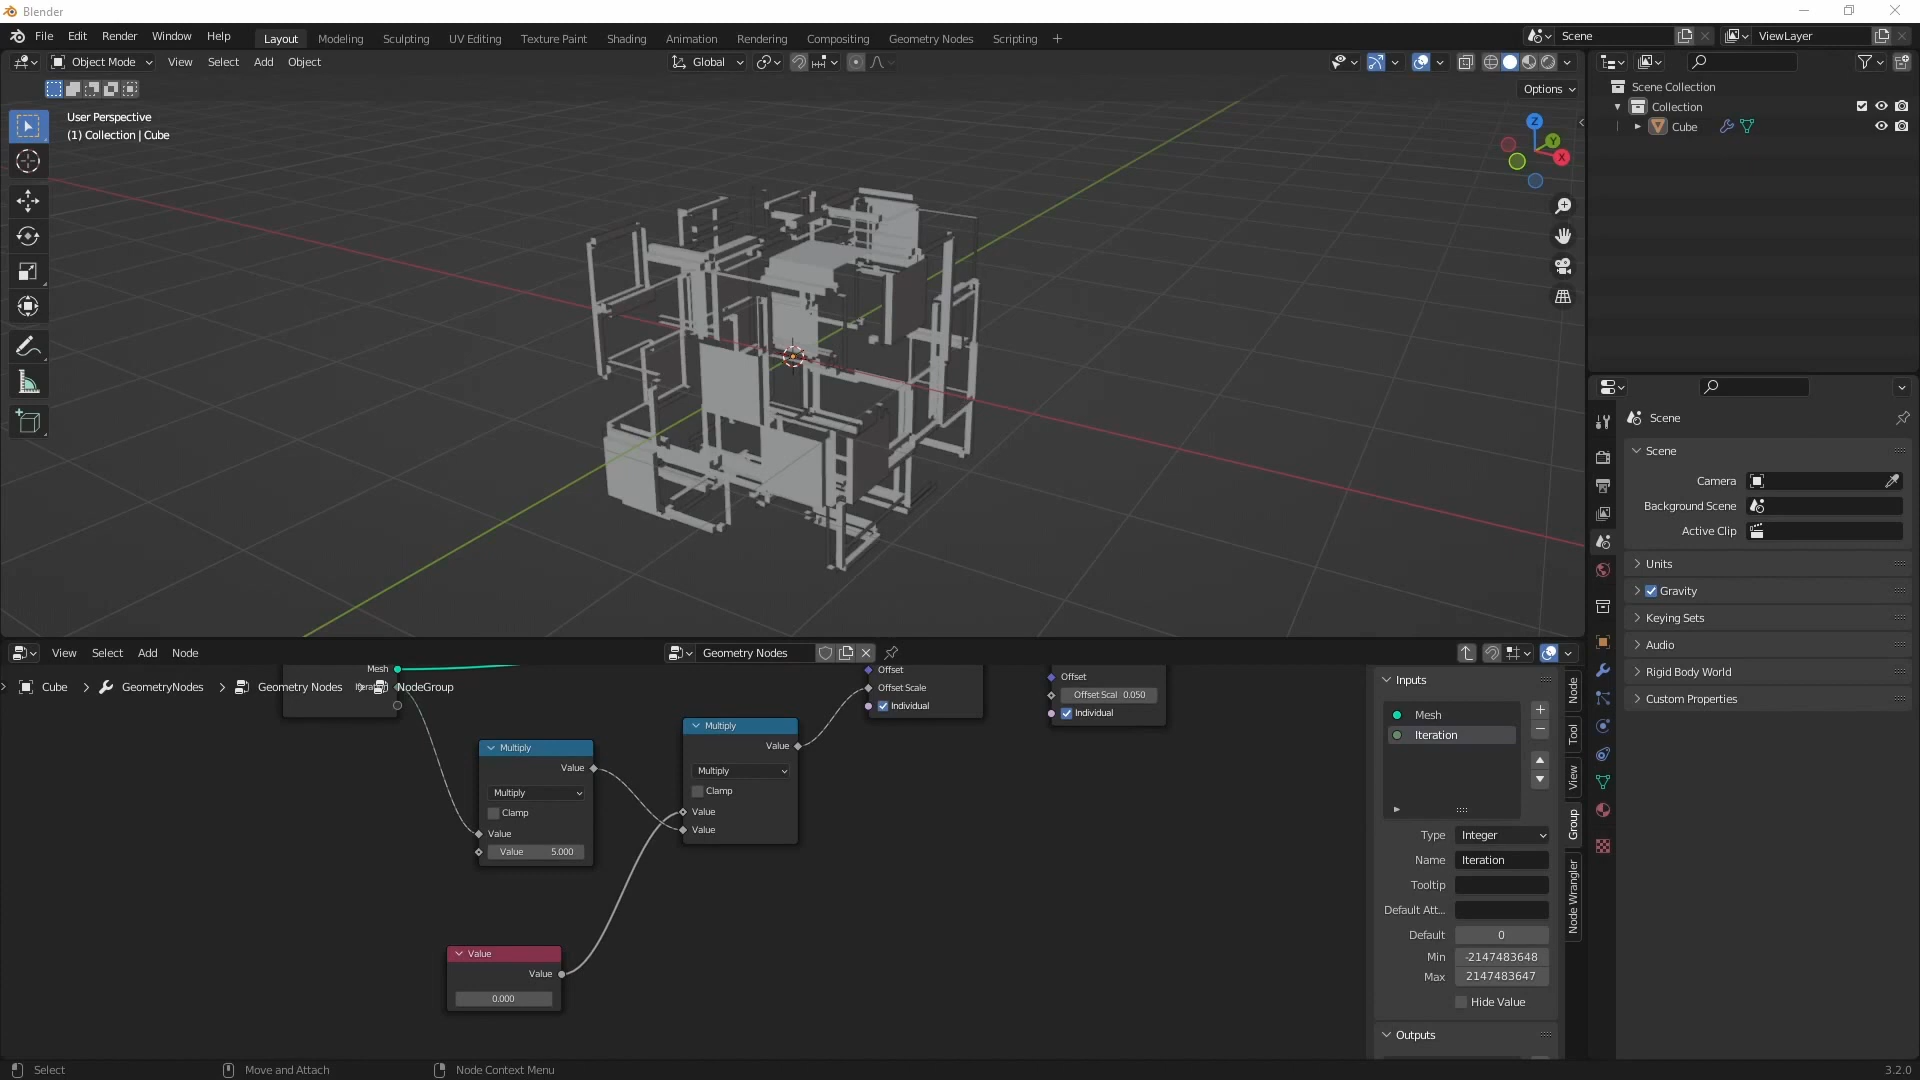 Blender
File Edit Render Window Help Layout Modeling Sculpting UV Editing Texture Paint Shading Animation Rendering Compositing Geometry Nodes Scripting + Scene ViewLayer
Object Mode View Select Add Object Global
Options
User Perspective
(1) Collection | Cube
Z
Y
X
Scene Collection
Collection
Cube
Scene
Scene
Camera
Background Scene
Active Clip
Units
Gravity
Keying Sets
Audio
Rigid Body World
Custom Properties
View Select Add Node Geometry Nodes
Cube > GeometryNodes > Geometry Nodes > NodeGroup
Mesh
Multiply
Value
Multiply
Clamp
Value
Value 5.000
Multiply
Value
Multiply
Clamp
Value
Value
Value
Value
0.000
Offset
Offset Scale
Individual
Offset
Offset Scal 0.050
Individual
Inputs
Mesh
Iteration
Type Integer
Name Iteration
Tooltip
Default Att...
Default 0
Min -2147483648
Max 2147483647
Hide Value
Outputs
Node
Tool
View
Group
Node Wrangler
Select Move and Attach Node Context Menu 3.2.0